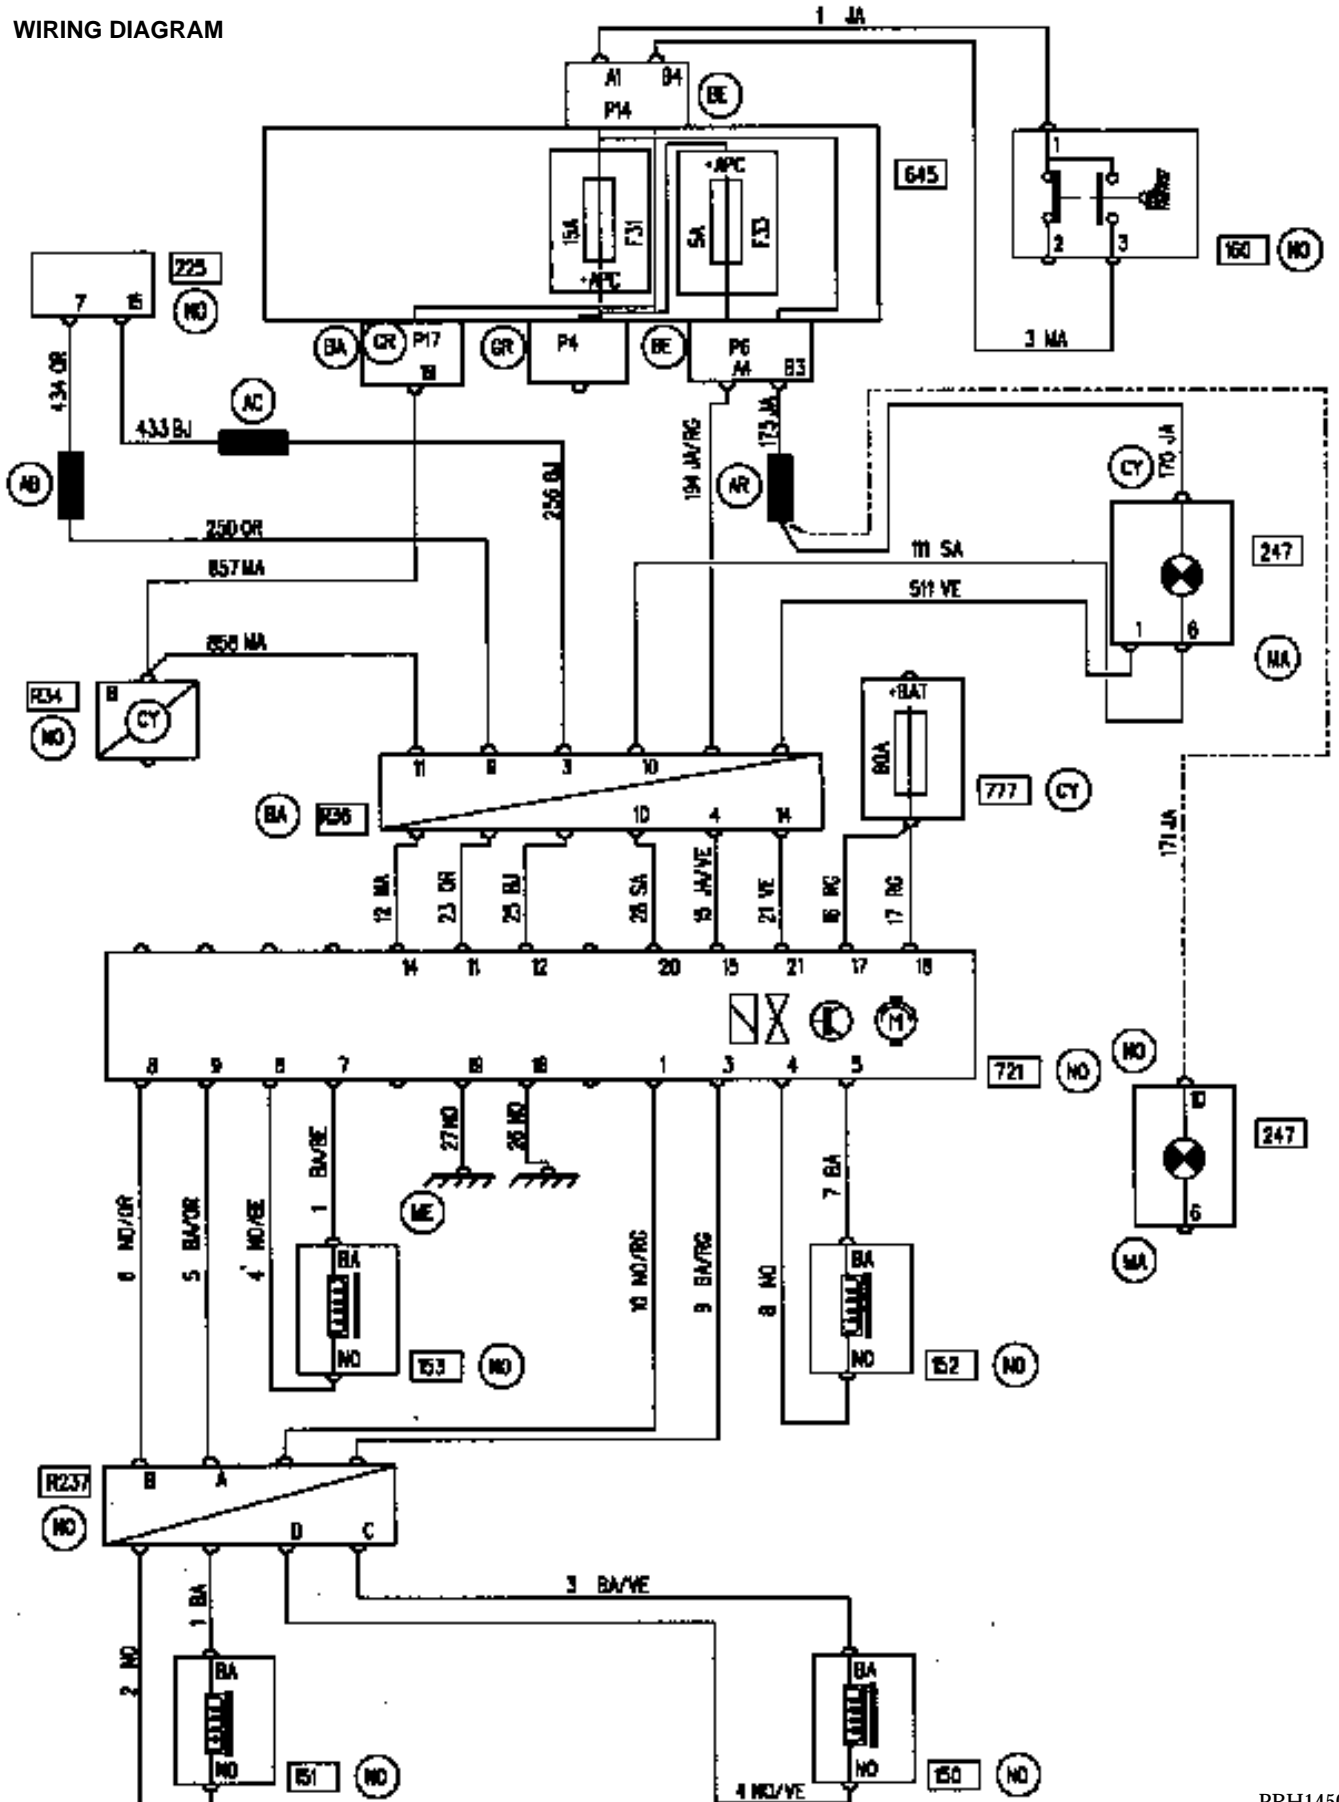 WIRING DIAGRAM
1 JA
A1 B4
P14
BE
645
1
+APC
15A F31
5A F33
+APC
2 3
160 NO
225
7 15
NO
3 MA
BA GR P17
18
GR P4
BE P6
A4 B3
434 OR
AC
433 BJ
194 JA/RG
173 JA
170 JA
CY
AB
AR
256 BJ
250 OR
111 SA
247
857 MA
511 VE
1 6
MA
858 MA
R34
B
CY
NO
+BAT
80A
11 9 3 10
777 CY
BA R36
10 4 14
171 JA
12 MA
23 OR
25 BJ
28 SA
15 JA/VE
21 VE
16 RG
17 RG
14 11 12 20 15 21 17 18
M
8 9 6 7 19 16 1 3 4 5
721 NO
NO
10
247
6
MA
27 NO
26 NO
1 BA/BE
7 BA
6 NO/OR
5 BA/OR
4 NO/BE
10 NO/RG
9 BA/RG
8 NO
BA
BA
NO
153 NO
NO
152 NO
R237
B A
NO
D C
3 BA/VE
1 BA
2 NO
BA
BA
NO
151 NO
NO
150 NO
4 NO/VE